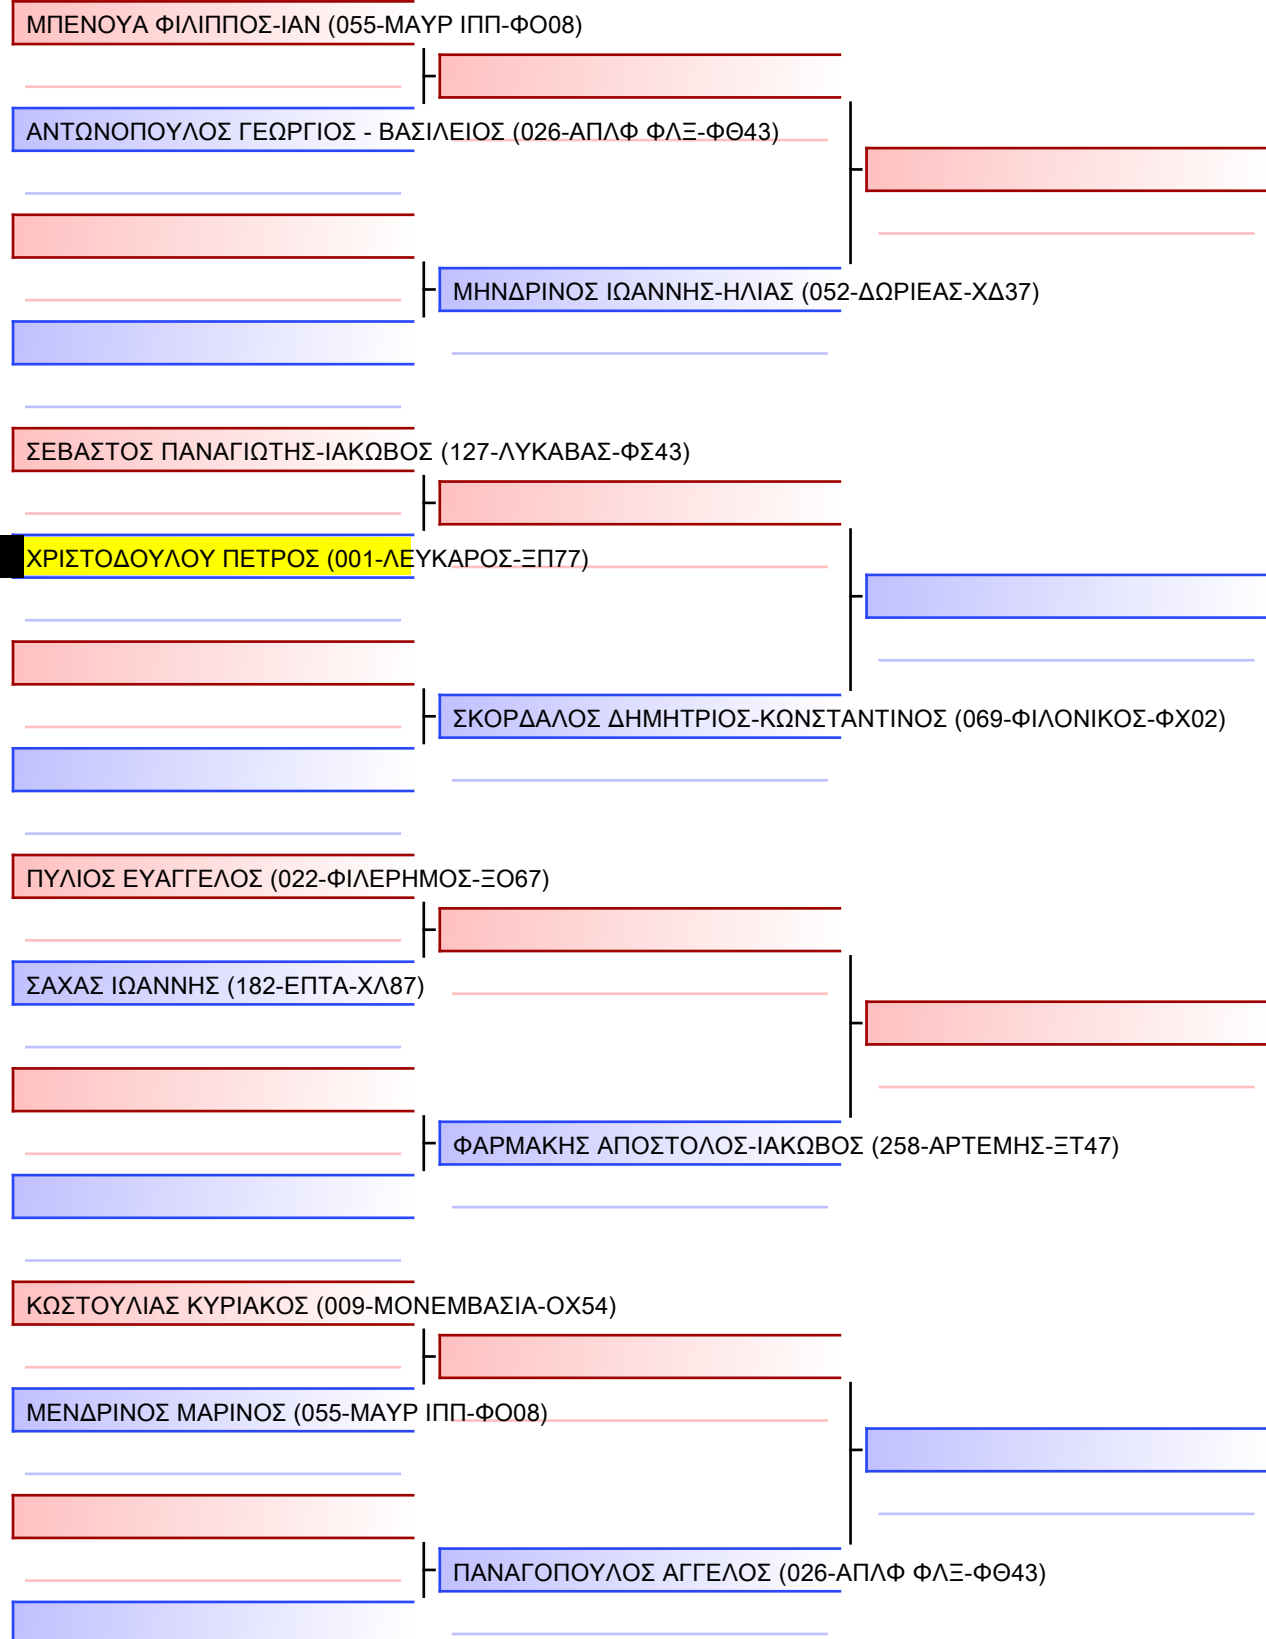 ΜΠΕΝΟΥΑ ΦΙΛΙΠΠΟΣ-ΙΑΝ (055-ΜΑΥΡ ΙΠΠ-ΦΟ08)
ΑΝΤΩΝΟΠΟΥΛΟΣ ΓΕΩΡΓΙΟΣ - ΒΑΣΙΛΕΙΟΣ (026-ΑΠΛΦ ΦΛΞ-ΦΘ43)
ΜΗΝΔΡΙΝΟΣ ΙΩΑΝΝΗΣ-ΗΛΙΑΣ (052-ΔΩΡΙΕΑΣ-ΧΔ37)
ΣΕΒΑΣΤΟΣ ΠΑΝΑΓΙΩΤΗΣ-ΙΑΚΩΒΟΣ (127-ΛΥΚΑΒΑΣ-ΦΣ43)
ΧΡΙΣΤΟΔΟΥΛΟΥ ΠΕΤΡΟΣ (001-ΛΕΥΚΑΡΟΣ-ΞΠ77)
ΣΚΟΡΔΑΛΟΣ ΔΗΜΗΤΡΙΟΣ-ΚΩΝΣΤΑΝΤΙΝΟΣ (069-ΦΙΛΟΝΙΚΟΣ-ΦΧ02)
ΠΥΛΙΟΣ ΕΥΑΓΓΕΛΟΣ (022-ΦΙΛΕΡΗΜΟΣ-ΞΟ67)
ΣΑΧΑΣ ΙΩΑΝΝΗΣ (182-ΕΠΤΑ-ΧΛ87)
ΦΑΡΜΑΚΗΣ ΑΠΟΣΤΟΛΟΣ-ΙΑΚΩΒΟΣ (258-ΑΡΤΕΜΗΣ-ΞΤ47)
ΚΩΣΤΟΥΛΙΑΣ ΚΥΡΙΑΚΟΣ (009-ΜΟΝΕΜΒΑΣΙΑ-ΟΧ54)
ΜΕΝΔΡΙΝΟΣ ΜΑΡΙΝΟΣ (055-ΜΑΥΡ ΙΠΠ-ΦΟ08)
ΠΑΝΑΓΟΠΟΥΛΟΣ ΑΓΓΕΛΟΣ (026-ΑΠΛΦ ΦΛΞ-ΦΘ43)